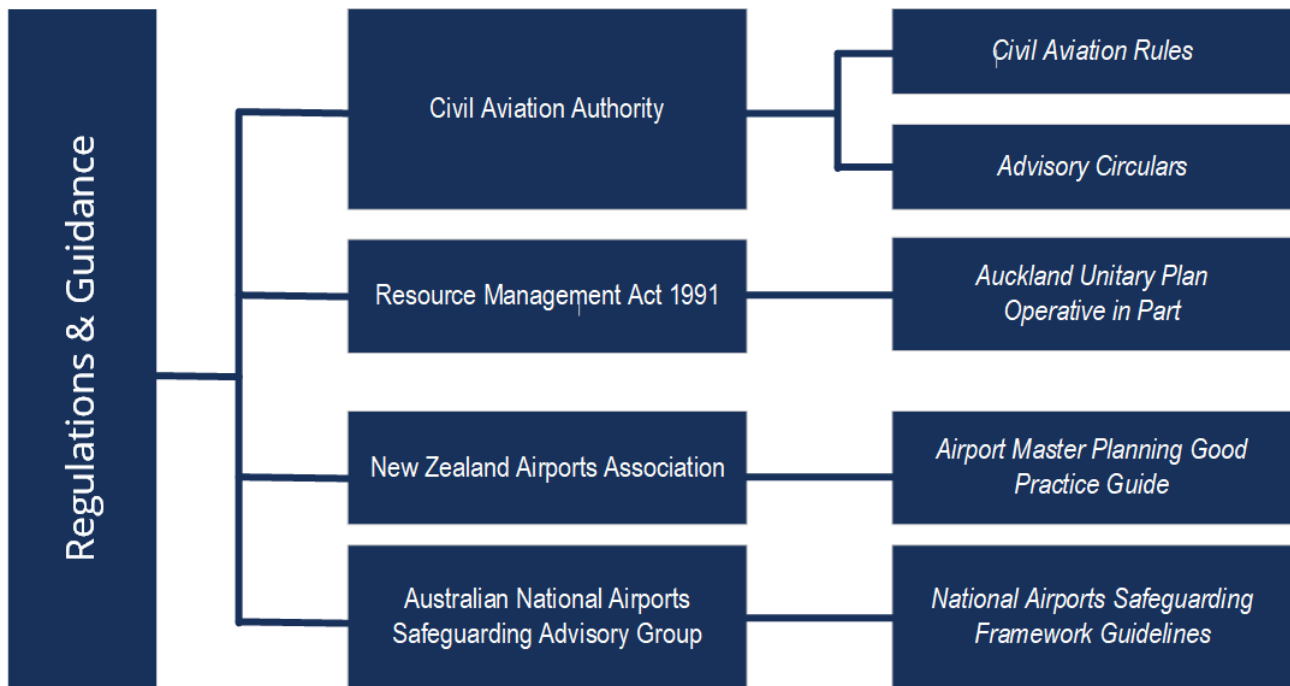 Regulations & Guidance
Civil Aviation Authority
Civil Aviation Rules
Advisory Circulars
Resource Management Act 1991
Auckland Unitary Plan
Operative in Part
New Zealand Airports Association
Airport Master Planning Good
Practice Guide
Australian National Airports
Safeguarding Advisory Group
National Airports Safeguarding
Framework Guidelines